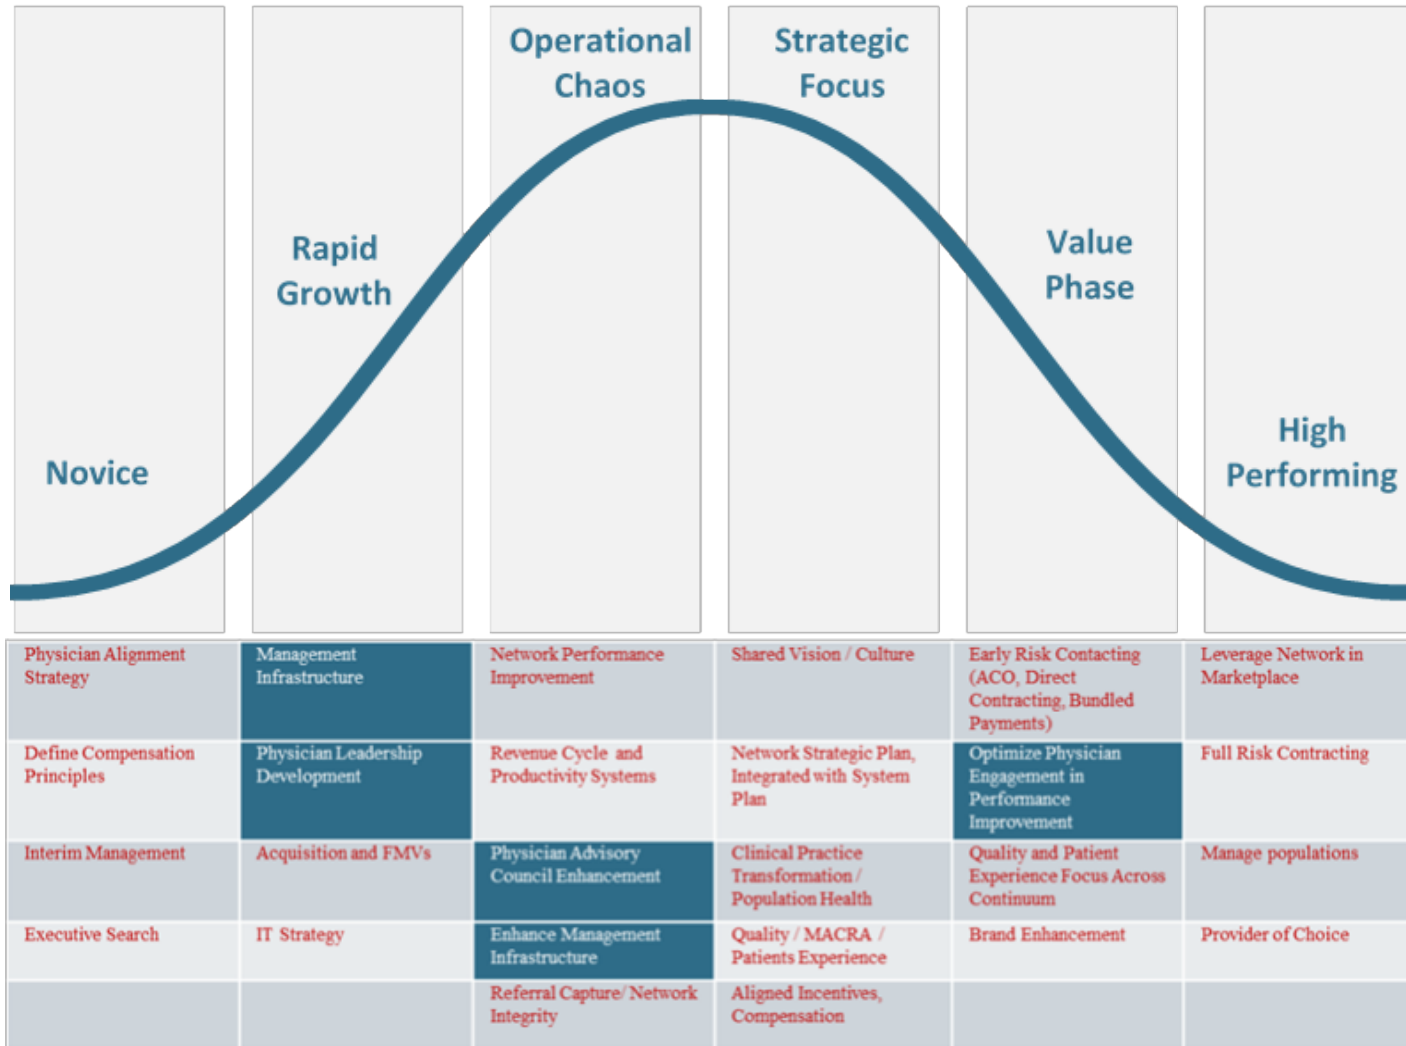 Operational
Chaos
Strategic
Focus
Rapid
Growth
Value
Phase
Novice
High
Performing
Physician Alignment
Strategy
Management
Infrastructure
Network Performance
Improvement
Shared Vision / Culture
Early Risk Contacting
(ACO, Direct
Contracting, Bundled
Payments)
Leverage Network in
Marketplace
Define Compensation
Principles
Physician Leadership
Development
Revenue Cycle and
Productivity Systems
Network Strategic Plan,
Integrated with System
Plan
Optimize Physician
Engagement in
Performance
Improvement
Full Risk Contracting
Interim Management
Acquisition and FMVs
Physician Advisory
Council Enhancement
Clinical Practice
Transformation /
Population Health
Quality and Patient
Experience Focus Across
Continuum
Manage populations
Executive Search
IT Strategy
Enhance Management
Infrastructure
Quality / MACRA /
Patients Experience
Brand Enhancement
Provider of Choice
Referral Capture/ Network
Integrity
Aligned Incentives,
Compensation